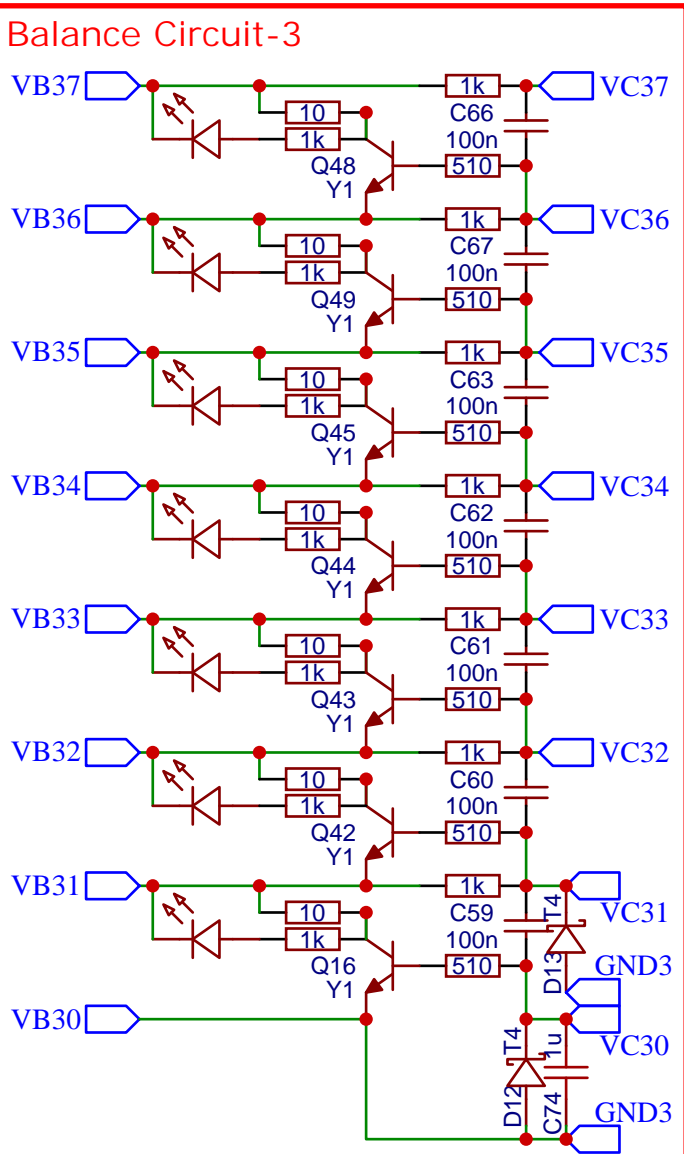 Balance Circuit-3
VB37 1k VC37
10 C66
1k 100n
Q48 510
Y1
VB36 1k VC36
10 C67
1k 100n
Q49 510
Y1
VB35 1k VC35
10 C63
1k 100n
Q45 510
Y1
VB34 1k VC34
10 C62
1k 100n
Q44 510
Y1
VB33 1k VC33
10 C61
1k 100n
Q43 510
Y1
VB32 1k VC32
10 C60
1k 100n
Q42 510
Y1
VB31 1k
10 C59 T4 VC31
1k 100n
Q16 510 D13 GND3
Y1
VB30
T4 1u VC30
D12 C74 GND3